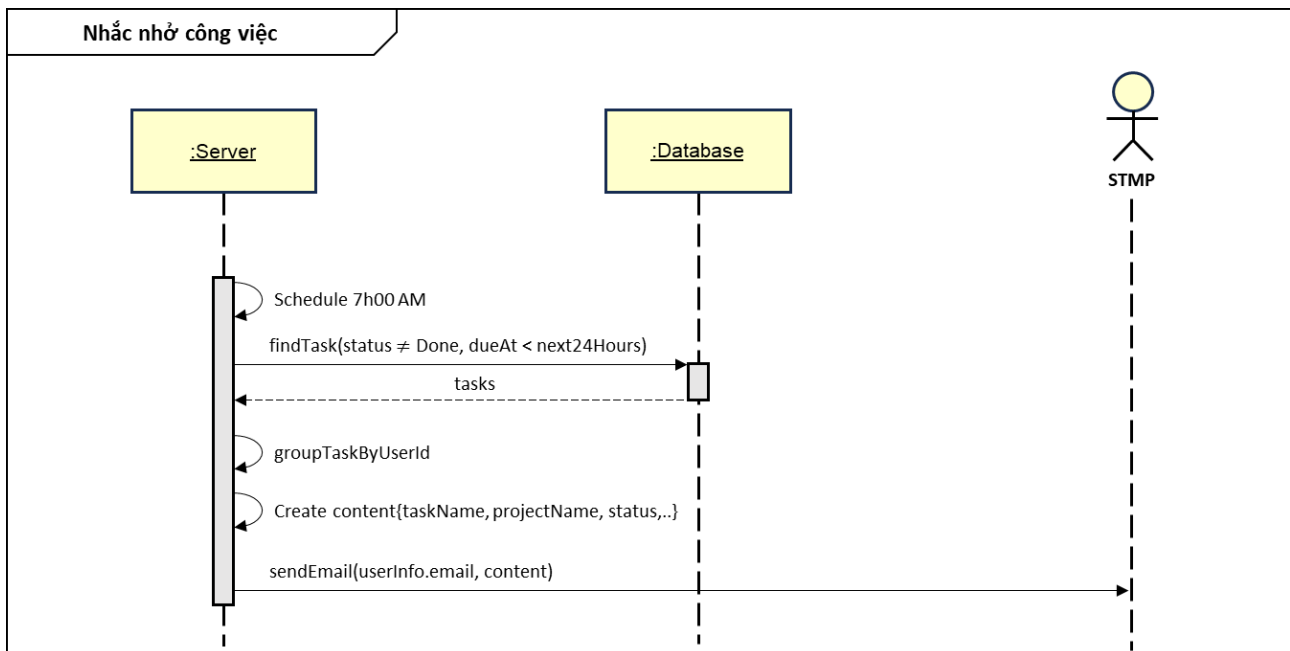 Nhắc nhở công việc
:Server
:Database
STMP
Schedule 7h00 AM
findTask(status ≠ Done, dueAt < next24Hours)
tasks
groupTaskByUserId
Create content{taskName, projectName, status,..}
sendEmail(userInfo.email, content)